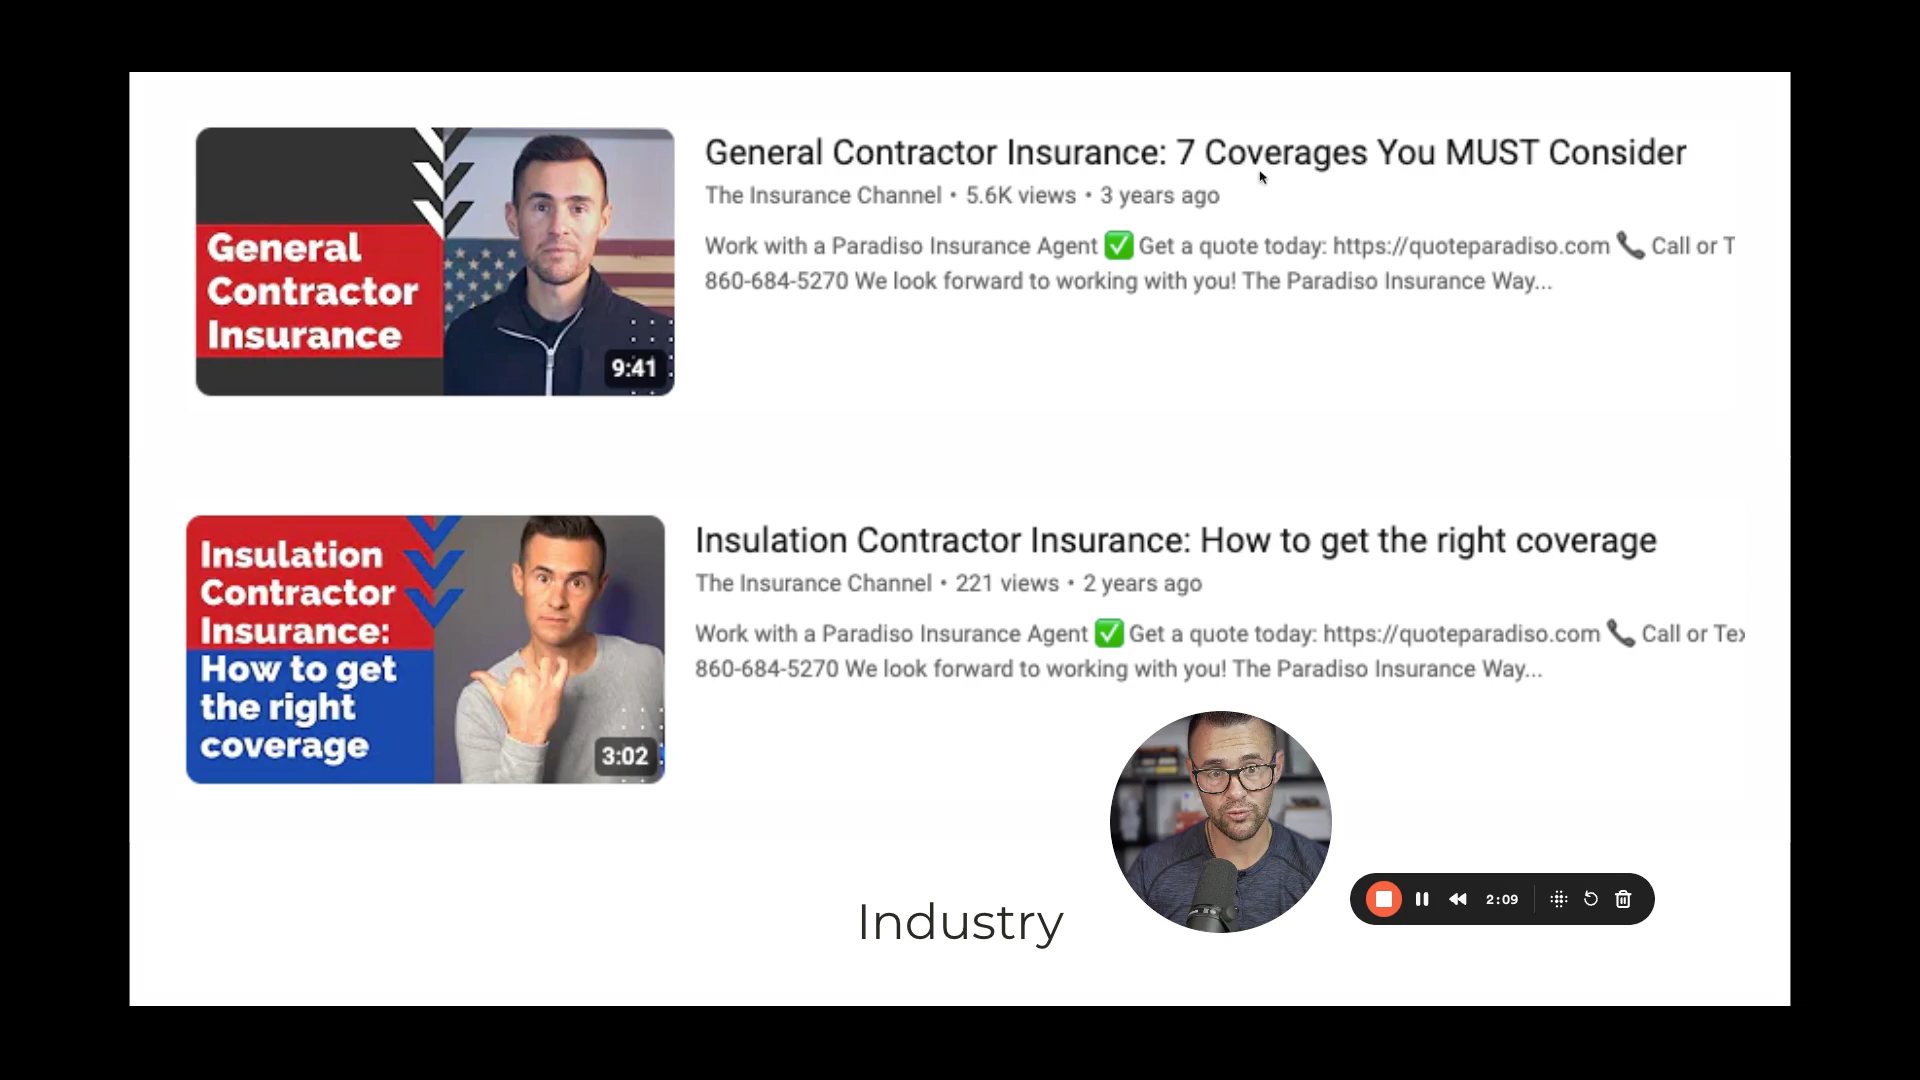 General
Contractor
Insurance
9:41
General Contractor Insurance: 7 Coverages You MUST Consider
The Insurance Channel • 5.6K views • 3 years ago
Work with a Paradiso Insurance Agent ✅ Get a quote today: https://quoteparadiso.com 📞 Call or T
860-684-5270 We look forward to working with you! The Paradiso Insurance Way...
Insulation
Contractor
Insurance:
How to get
the right
coverage
3:02
Insulation Contractor Insurance: How to get the right coverage
The Insurance Channel • 221 views • 2 years ago
Work with a Paradiso Insurance Agent ✅ Get a quote today: https://quoteparadiso.com 📞 Call or Tex
860-684-5270 We look forward to working with you! The Paradiso Insurance Way...
Industry
2:09